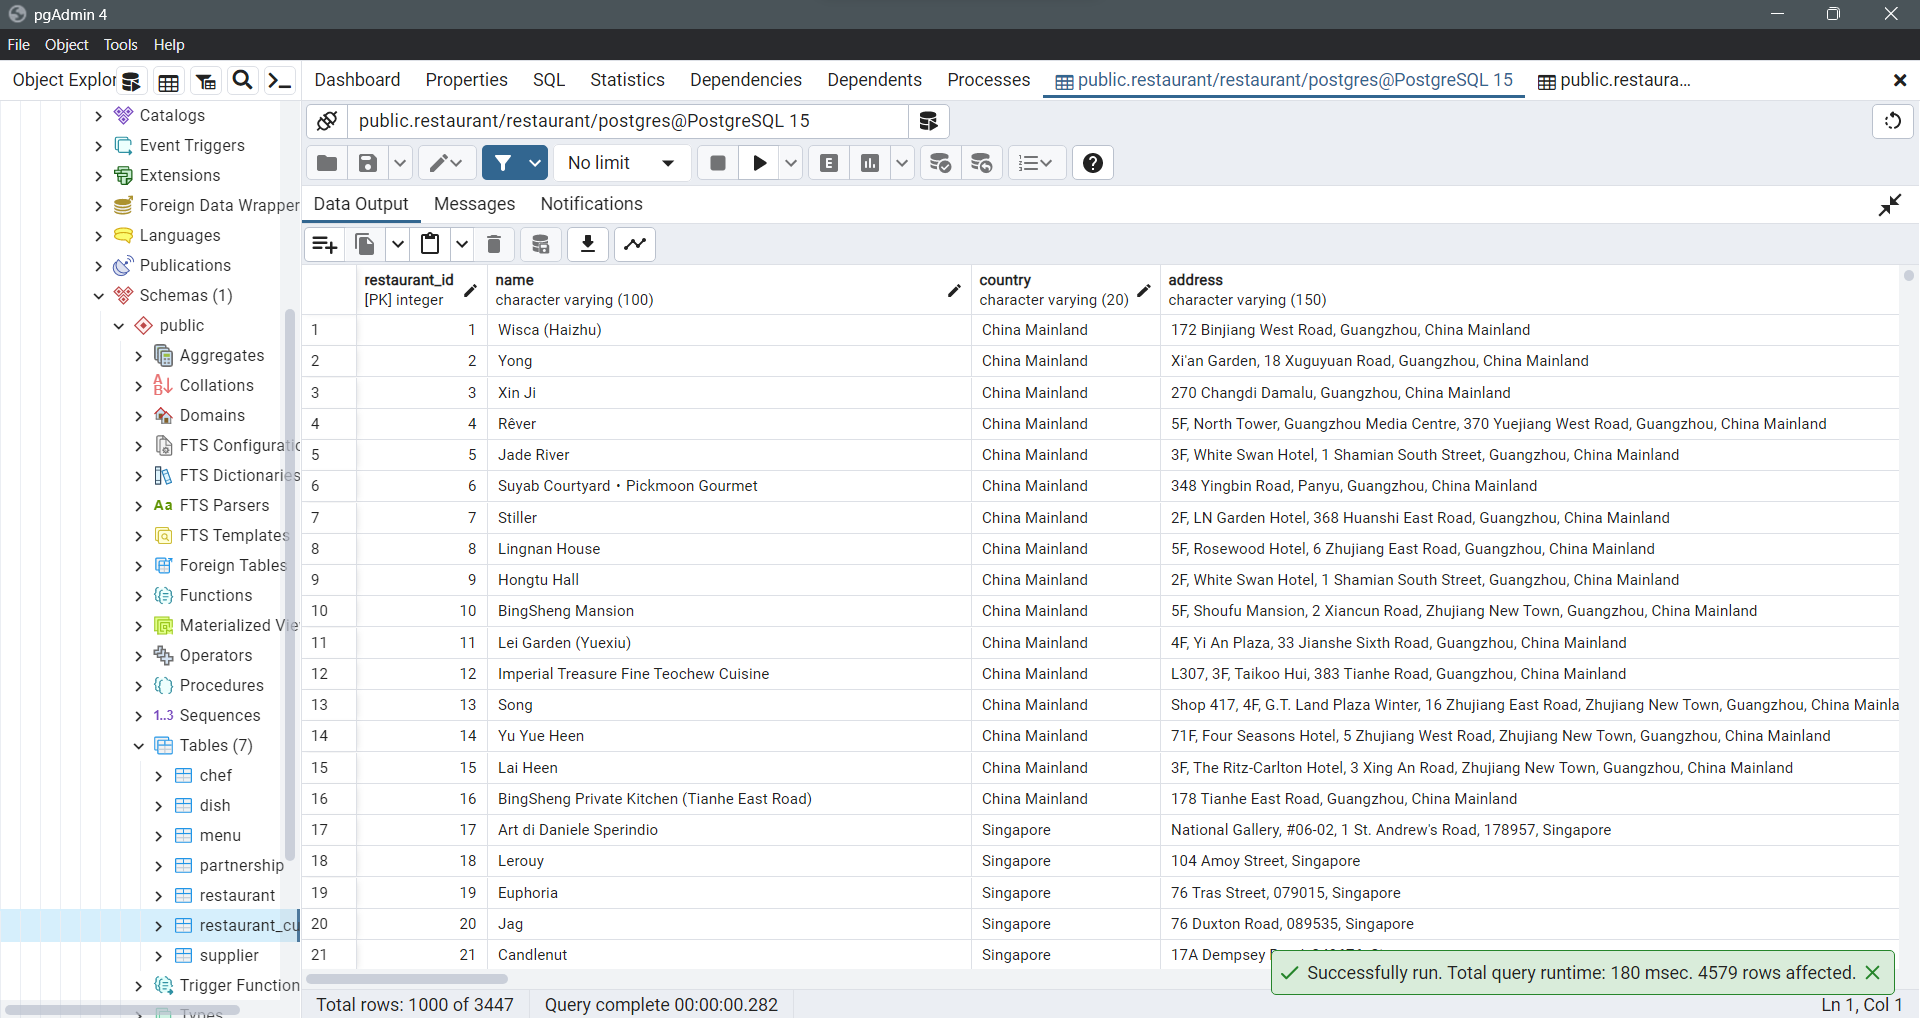 pgAdmin 4
File Object Tools Help
Object Explor
Dashboard Properties SQL Statistics Dependencies Dependents Processes public.restaurant/restaurant/postgres@PostgreSQL 15 public.restaura...
public.restaurant/restaurant/postgres@PostgreSQL 15
No limit
E
Data Output Messages Notifications
Catalogs
Event Triggers
Extensions
Foreign Data Wrapper
Languages
Publications
Schemas (1)
public
Aggregates
Collations
Domains
FTS Configuratic
FTS Dictionaries
Aa FTS Parsers
FTS Templates
Foreign Tables
Functions
Materialized Vie
Operators
Procedures
1..3 Sequences
Tables (7)
chef
dish
menu
partnership
restaurant
restaurant_cu
supplier
Trigger Function
Types
restaurant_id name country address
[PK] integer character varying (100) character varying (20) character varying (150)
1 1 Wisca (Haizhu) China Mainland 172 Binjiang West Road, Guangzhou, China Mainland
2 2 Yong China Mainland Xi'an Garden, 18 Xuguyuan Road, Guangzhou, China Mainland
3 3 Xin Ji China Mainland 270 Changdi Damalu, Guangzhou, China Mainland
4 4 Rêver China Mainland 5F, North Tower, Guangzhou Media Centre, 370 Yuejiang West Road, Guangzhou, China Mainland
5 5 Jade River China Mainland 3F, White Swan Hotel, 1 Shamian South Street, Guangzhou, China Mainland
6 6 Suyab Courtyard • Pickmoon Gourmet China Mainland 348 Yingbin Road, Panyu, Guangzhou, China Mainland
7 7 Stiller China Mainland 2F, LN Garden Hotel, 368 Huanshi East Road, Guangzhou, China Mainland
8 8 Lingnan House China Mainland 5F, Rosewood Hotel, 6 Zhujiang East Road, Guangzhou, China Mainland
9 9 Hongtu Hall China Mainland 2F, White Swan Hotel, 1 Shamian South Street, Guangzhou, China Mainland
10 10 BingSheng Mansion China Mainland 5F, Shoufu Mansion, 2 Xiancun Road, Zhujiang New Town, Guangzhou, China Mainland
11 11 Lei Garden (Yuexiu) China Mainland 4F, Yi An Plaza, 33 Jianshe Sixth Road, Guangzhou, China Mainland
12 12 Imperial Treasure Fine Teochew Cuisine China Mainland L307, 3F, Taikoo Hui, 383 Tianhe Road, Guangzhou, China Mainland
13 13 Song China Mainland Shop 417, 4F, G.T. Land Plaza Winter, 16 Zhujiang East Road, Zhujiang New Town, Guangzhou, China Mainla
14 14 Yu Yue Heen China Mainland 71F, Four Seasons Hotel, 5 Zhujiang West Road, Zhujiang New Town, Guangzhou, China Mainland
15 15 Lai Heen China Mainland 3F, The Ritz-Carlton Hotel, 3 Xing An Road, Zhujiang New Town, Guangzhou, China Mainland
16 16 BingSheng Private Kitchen (Tianhe East Road) China Mainland 178 Tianhe East Road, Guangzhou, China Mainland
17 17 Art di Daniele Sperindio Singapore National Gallery, #06-02, 1 St. Andrew's Road, 178957, Singapore
18 18 Lerouy Singapore 104 Amoy Street, Singapore
19 19 Euphoria Singapore 76 Tras Street, 079015, Singapore
20 20 Jag Singapore 76 Duxton Road, 089535, Singapore
21 21 Candlenut Singapore 17A Dempsey
Successfully run. Total query runtime: 180 msec. 4579 rows affected.
Total rows: 1000 of 3447 Query complete 00:00:00.282 Ln 1, Col 1